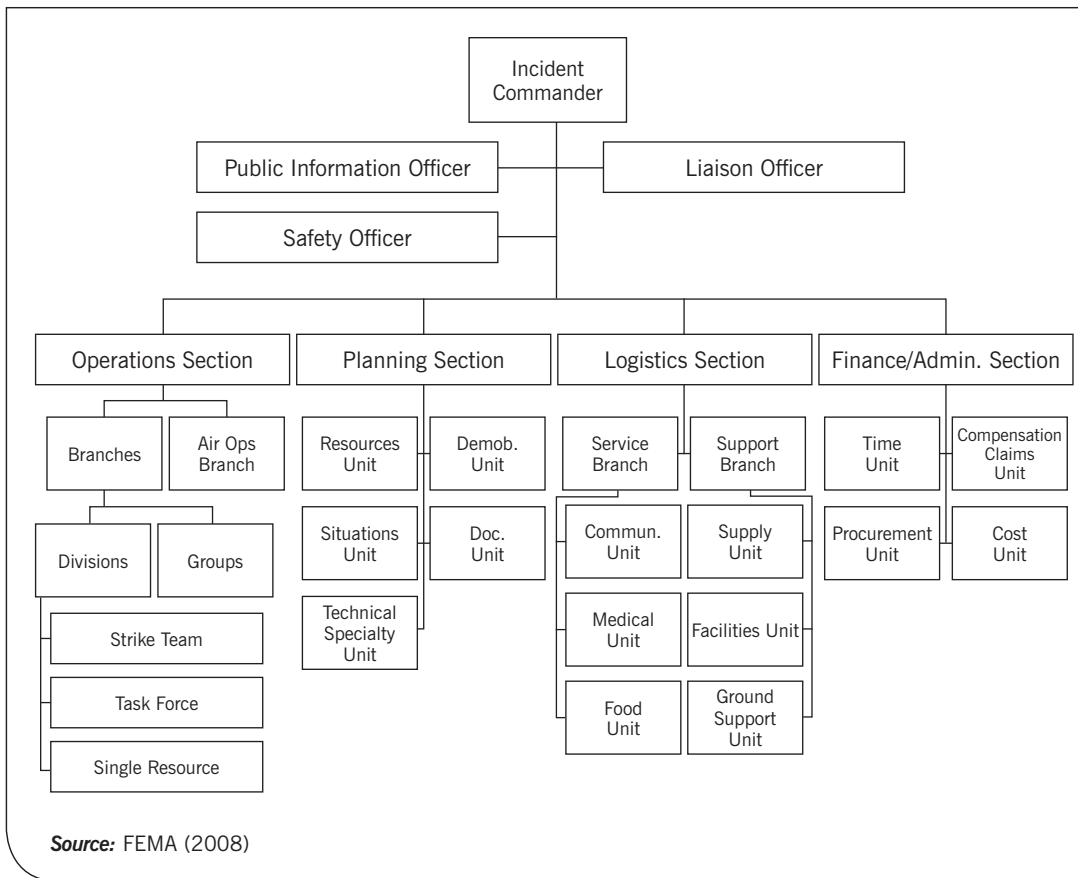 Incident
Commander
Public Information Officer
Liaison Officer
Safety Officer
Operations Section
Planning Section
Logistics Section
Finance/Admin. Section
Branches
Air Ops
Branch
Resources
Unit
Demob.
Unit
Service
Branch
Support
Branch
Time
Unit
Compensation
Claims
Unit
Divisions
Groups
Situations
Unit
Doc.
Unit
Commun.
Unit
Supply
Unit
Procurement
Unit
Cost
Unit
Strike Team
Technical
Specialty
Unit
Medical
Unit
Facilities Unit
Task Force
Food
Unit
Ground
Support
Unit
Single Resource
Source: FEMA (2008)